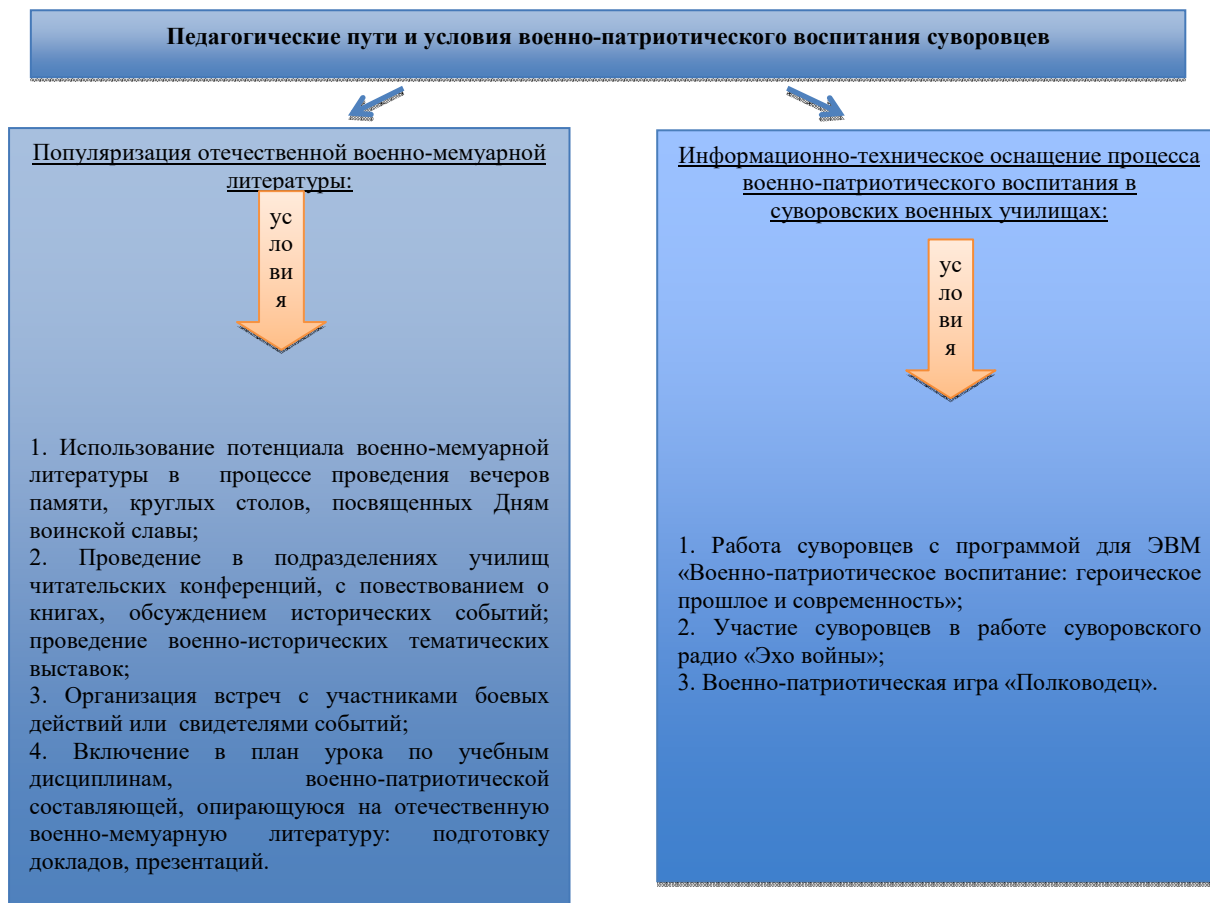 Педагогические пути и условия военно-патриотического воспитания суворовцев
Популяризация отечественной военно-мемуарной
литературы:
ус
ло
ви
я
1. Использование потенциала военно-мемуарной
литературы в процессе проведения вечеров
памяти, круглых столов, посвященных Дням
воинской славы;
2. Проведение в подразделениях училищ
читательских конференций, с повествованием о
книгах, обсуждением исторических событий;
проведение военно-исторических тематических
выставок;
3. Организация встреч с участниками боевых
действий или свидетелями событий;
4. Включение в план урока по учебным
дисциплинам, военно-патриотической
составляющей, опирающуюся на отечественную
военно-мемуарную литературу: подготовку
докладов, презентаций.
Информационно-техническое оснащение процесса
военно-патриотического воспитания в
суворовских военных училищах:
ус
ло
ви
я
1. Работа суворовцев с программой для ЭВМ
«Военно-патриотическое воспитание: героическое
прошлое и современность»;
2. Участие суворовцев в работе суворовского
радио «Эхо войны»;
3. Военно-патриотическая игра «Полководец».